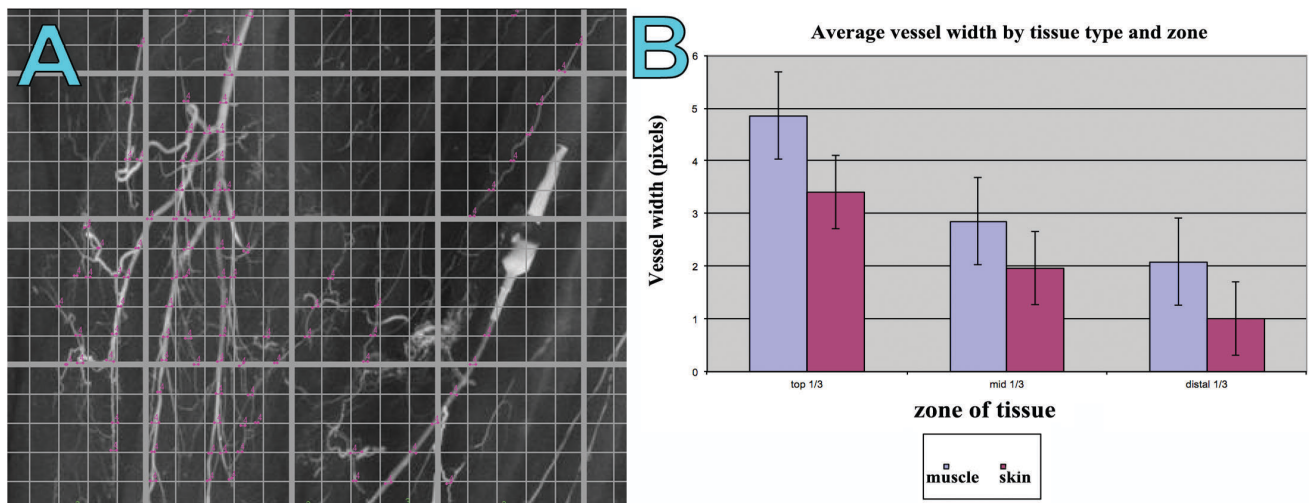 A
B
Average vessel width by tissue type and zone
Vessel width (pixels)
6
5
4
3
2
1
0
top 1/3
mid 1/3
distal 1/3
zone of tissue
muscle
skin